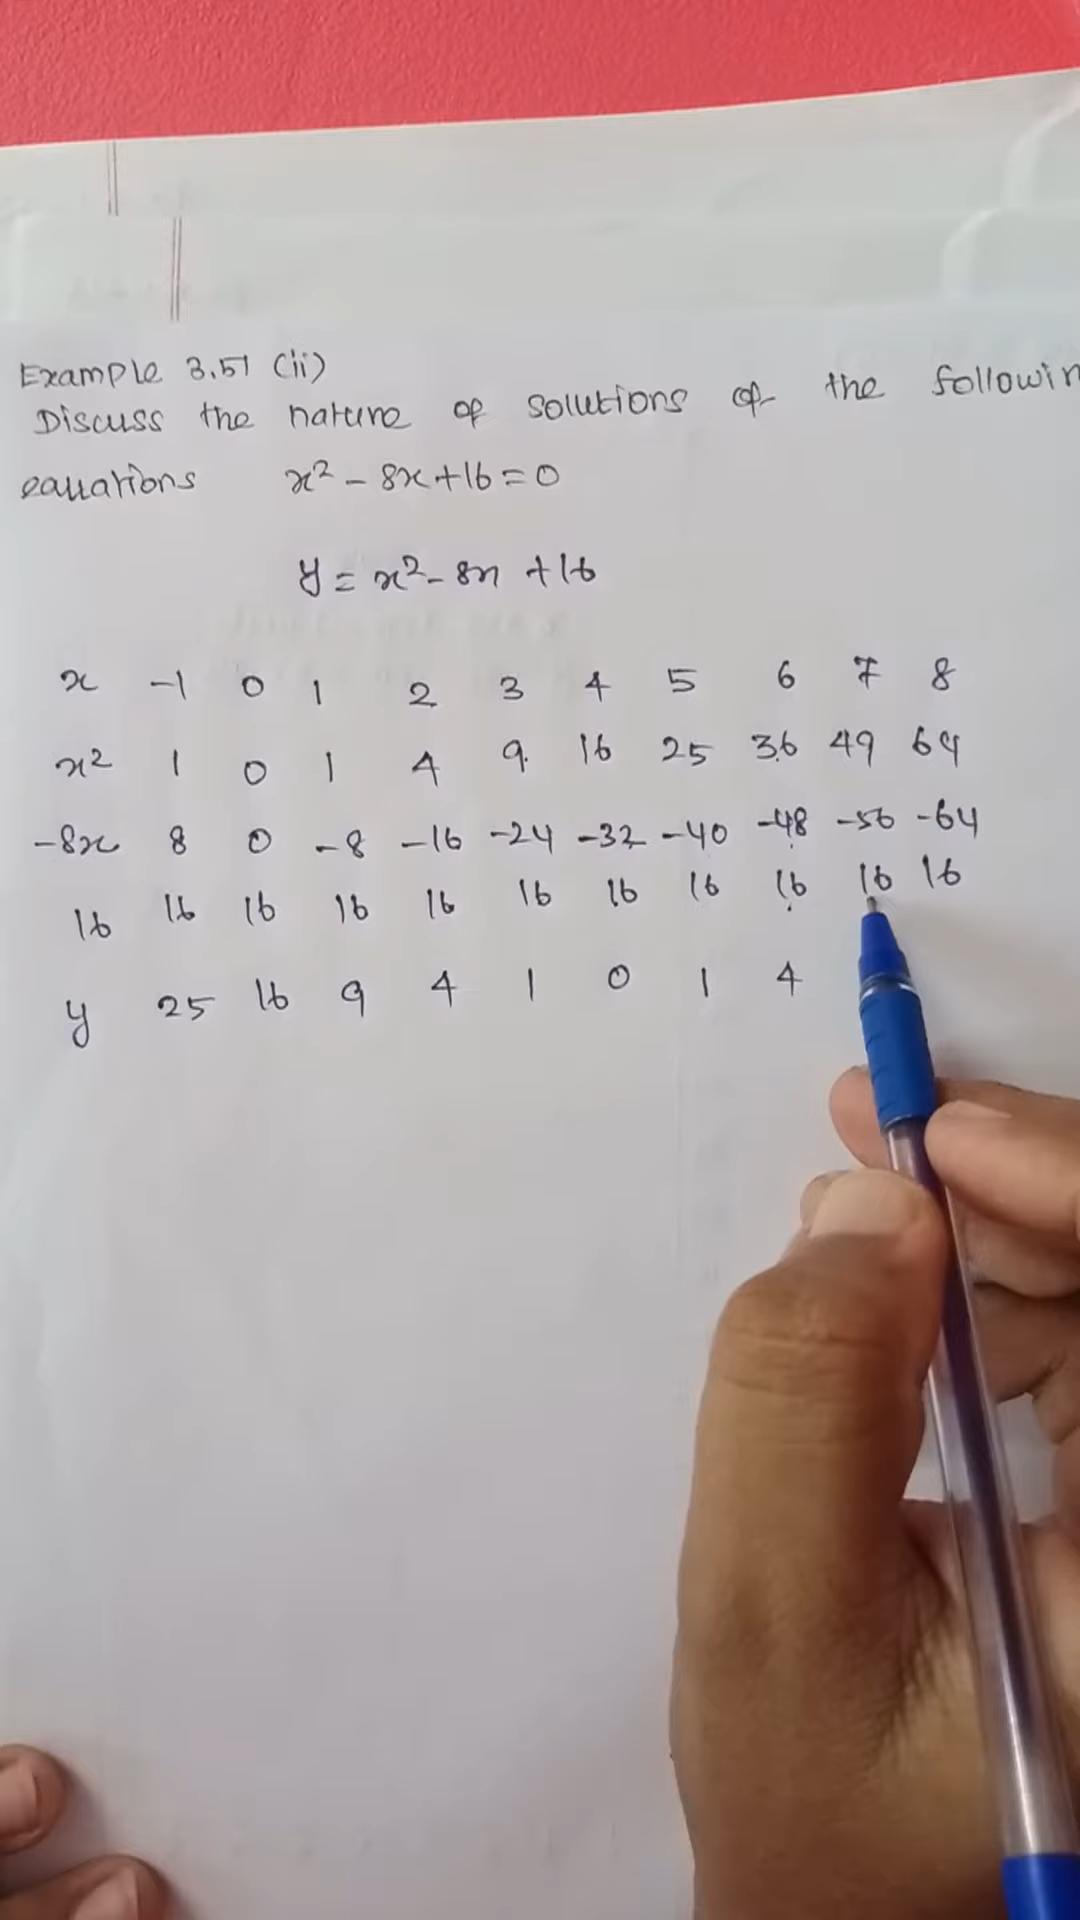 Example 3.51 (ii)
Discuss the nature of solutions of the followin
equations x² - 8x + 16 = 0
y = x² - 8x + 16
x -1 0 1 2 3 4 5 6 7 8
x² 1 0 1 4 9 16 25 36 49 64
-8x 8 0 -8 -16 -24 -32 -40 -48 -56 -64
16 16 16 16 16 16 16 16 16 16 16
y 25 16 9 4 1 0 1 4